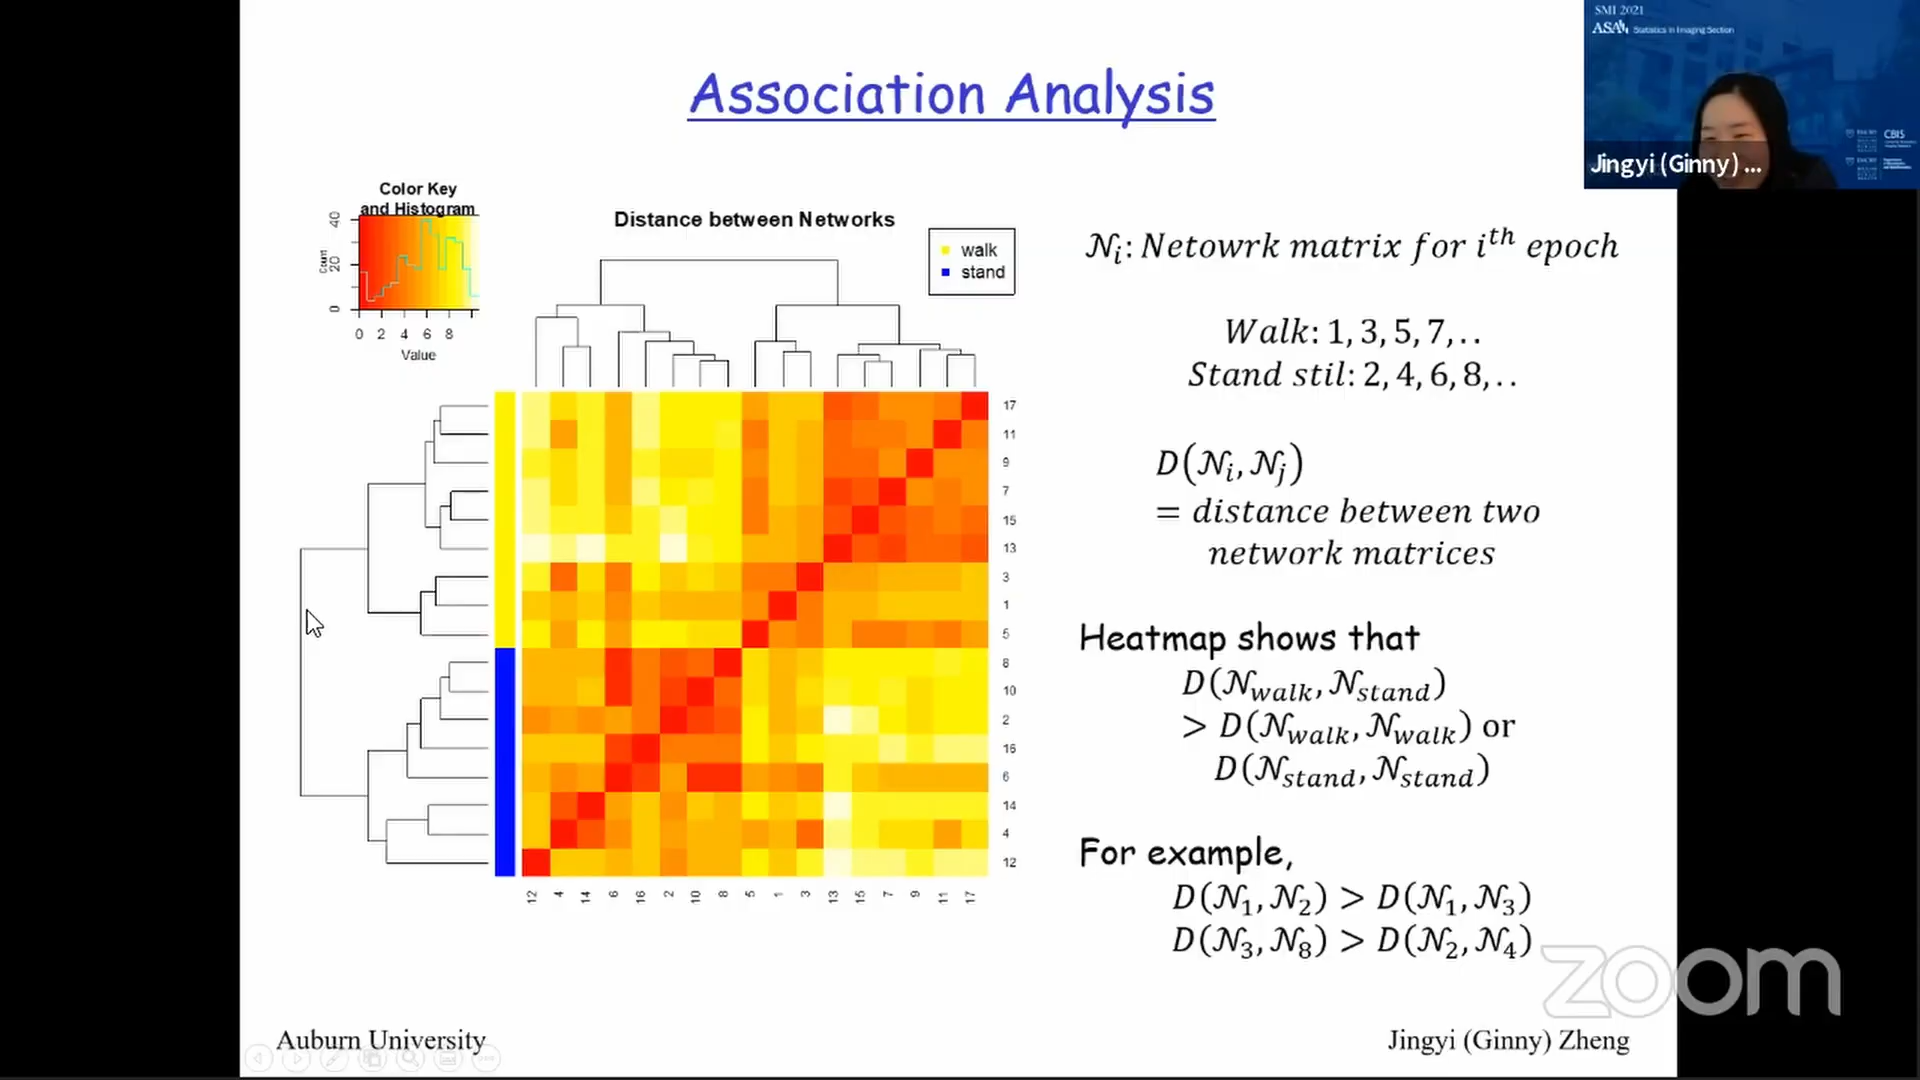 SMI 2021
ASA Statistics in Imaging Section
CBIS
Jingyi (Ginny) ...
Association Analysis
Color Key
and Histogram
Count
0 20 40
0 2 4 6 8
Value
Distance between Networks
walk
stand
17
11
9
7
15
13
3
1
5
8
10
2
16
6
14
4
12
12 4 14 6 16 2 10 8 5 1 3 13 15 7 9 11 17
𝒩i: Netowrk matrix for i^th epoch
Walk: 1, 3, 5, 7, . .
Stand stil: 2, 4, 6, 8, . .
D(𝒩i, 𝒩j)
= distance between two
network matrices
Heatmap shows that
D(𝒩walk, 𝒩stand)
> D(𝒩walk, 𝒩walk) or
D(𝒩stand, 𝒩stand)
For example,
D(𝒩1, 𝒩2) > D(𝒩1, 𝒩3)
D(𝒩3, 𝒩8) > D(𝒩2, 𝒩4)
zoom
Auburn University
Jingyi (Ginny) Zheng